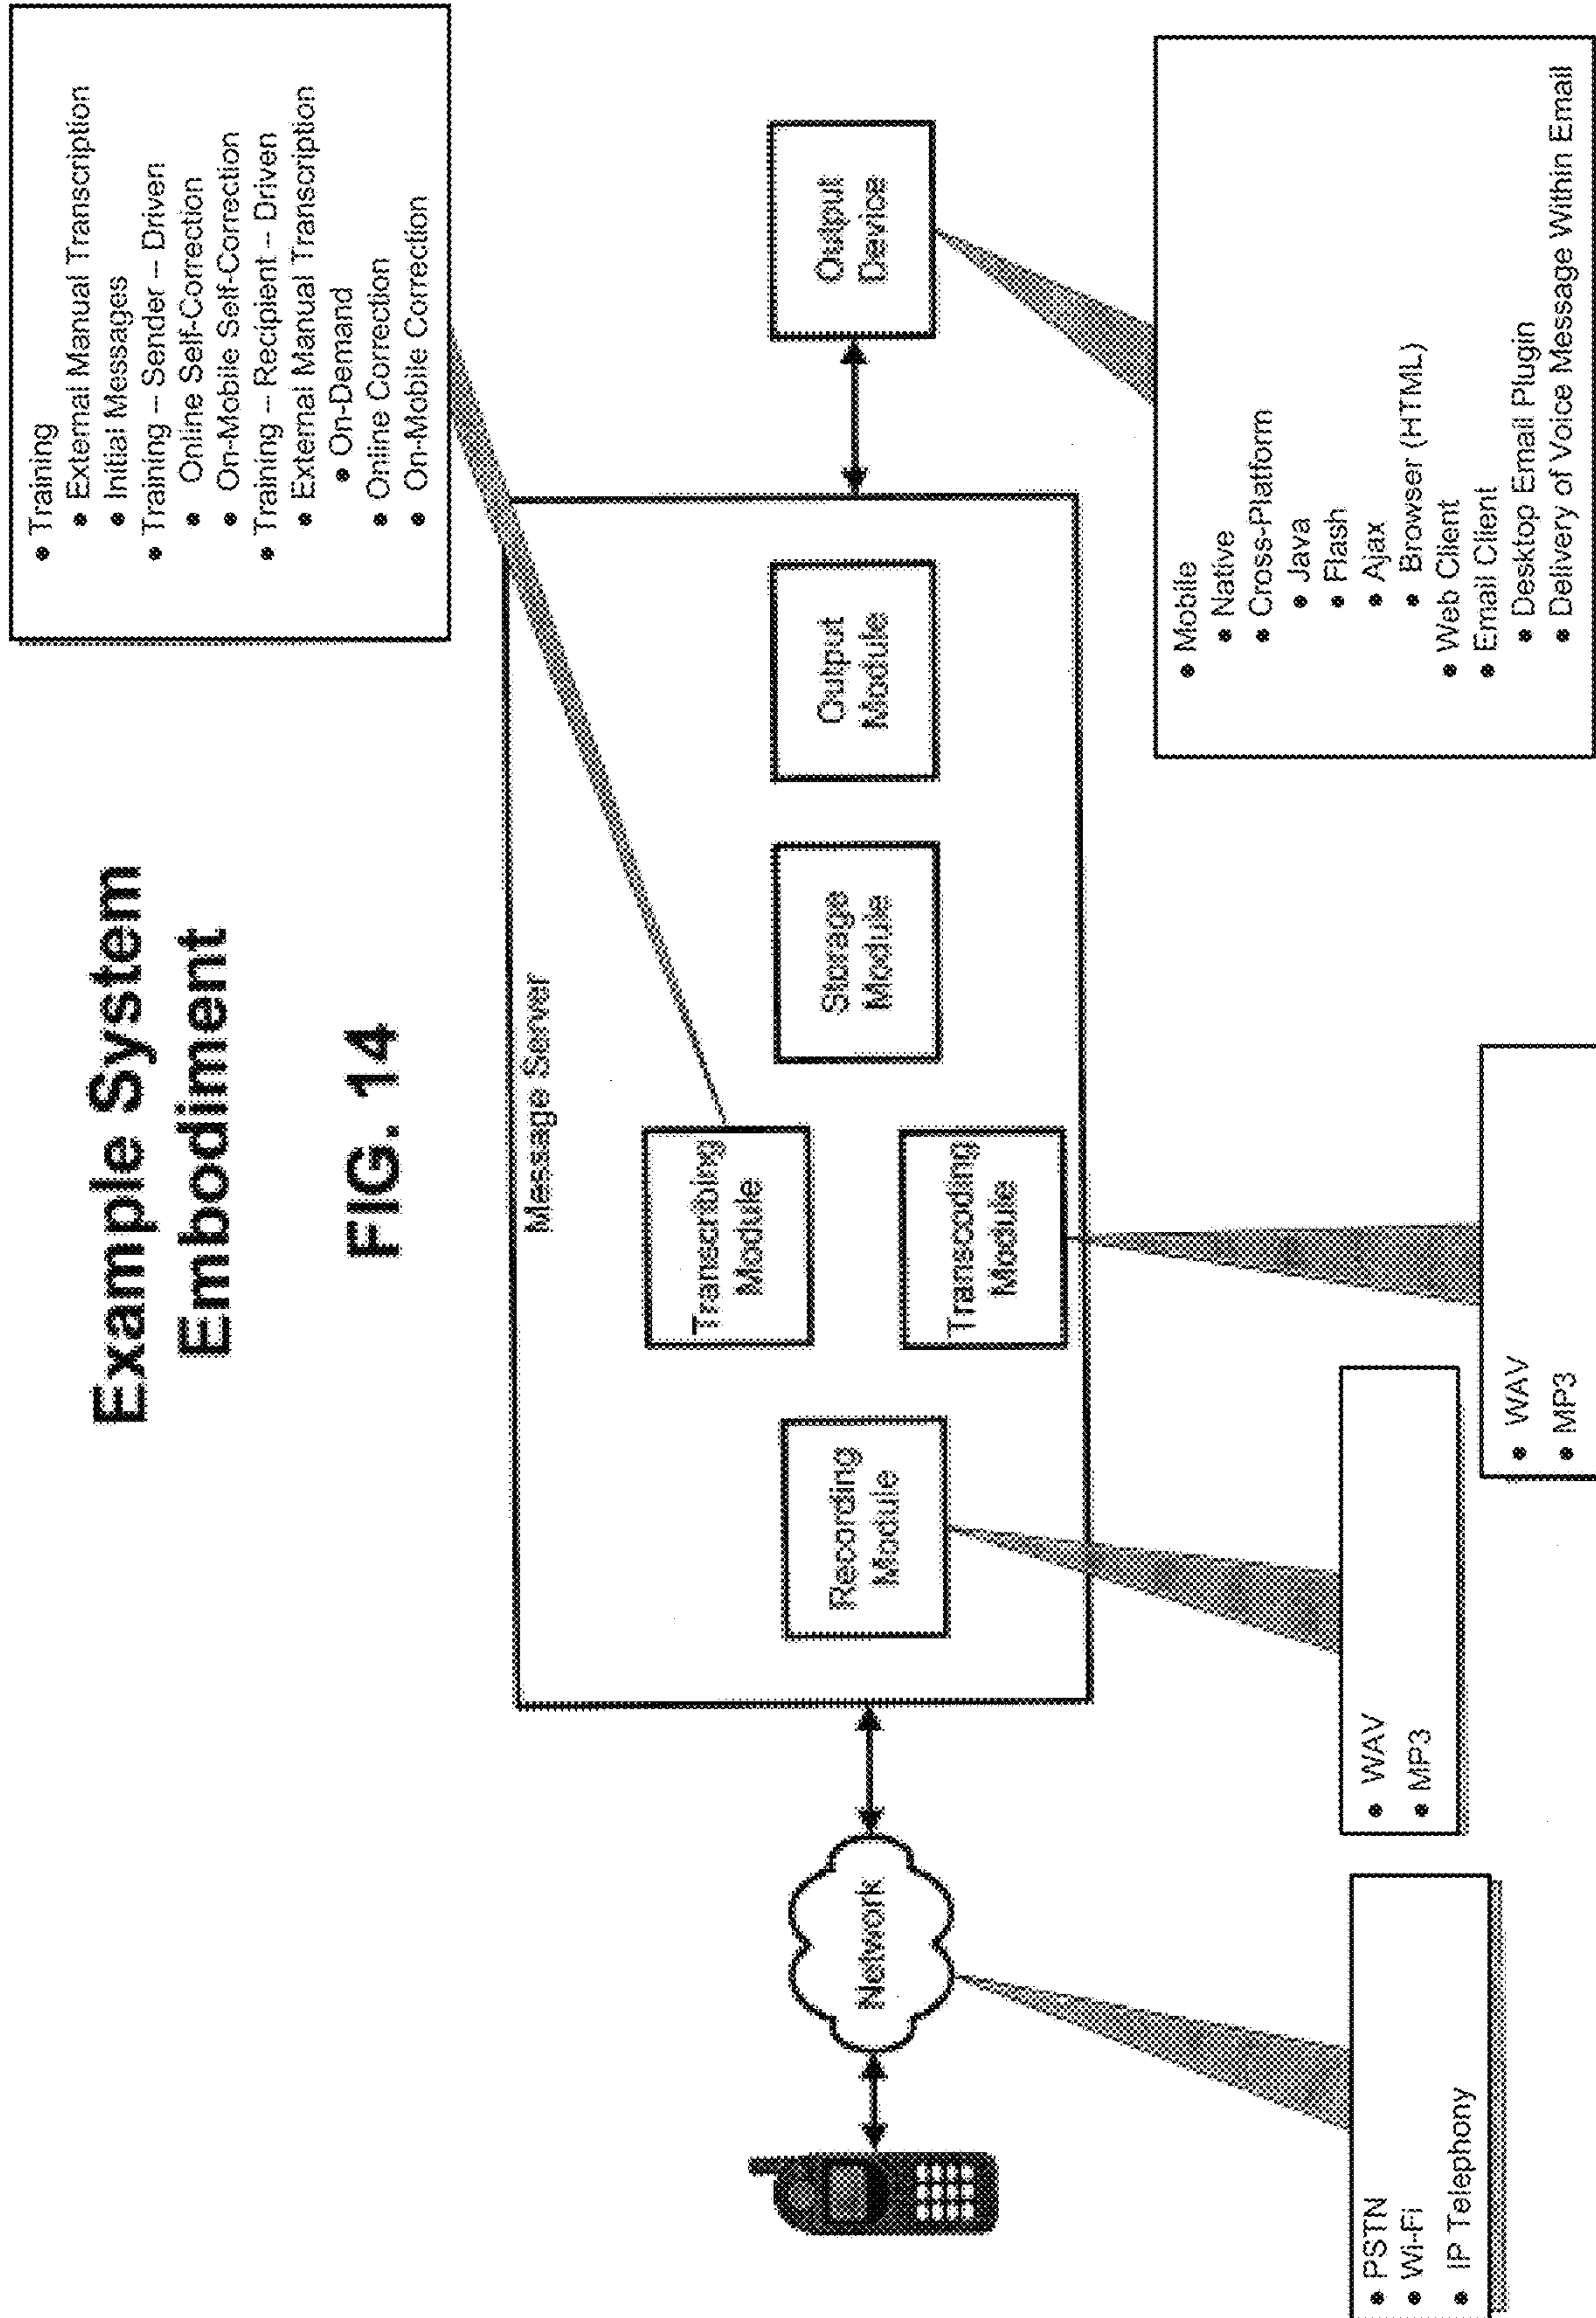 Example System
Embodiment
FIG. 14
• Training
• External Manual Transcription
• Initial Messages
• Training – Sender – Driven
• Online Self-Correction
• On-Mobile Self-Correction
• Training – Recipient – Driven
• External Manual Transcription
• On-Demand
• Online Correction
• On-Mobile Correction
Message Server
Network
Recording
Module
Transcribing
Module
Transcoding
Module
Storage
Module
Output
Module
Output
Device
• PSTN
• Wi-Fi
• IP Telephony
• WAV
• MP3
• WAV
• MP3
• Mobile
• Native
• Cross-Platform
• Java
• Flash
• Ajax
• Browser (HTML)
• Web Client
• Email Client
• Desktop Email Plugin
• Delivery of Voice Message Within Email